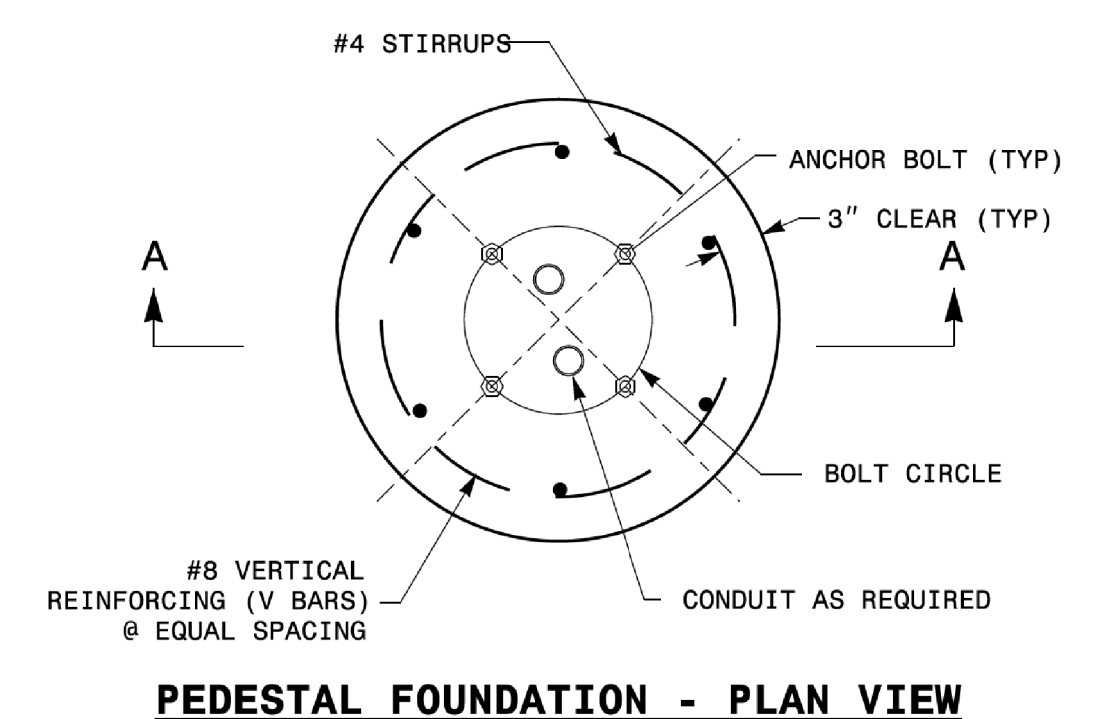 #4 STIRRUPS
ANCHOR BOLT (TYP)
3" CLEAR (TYP)
A
A
BOLT CIRCLE
#8 VERTICAL
REINFORCING (V BARS)
@ EQUAL SPACING
CONDUIT AS REQUIRED
PEDESTAL FOUNDATION - PLAN VIEW